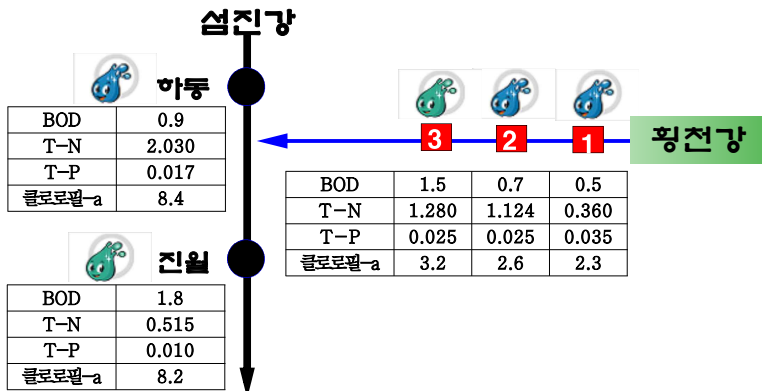 섬진강
하동
BOD 0.9
T-N 2.030
T-P 0.017
클로로필-a 8.4
3 2 1
횡천강
BOD 1.5 0.7 0.5
T-N 1.280 1.124 0.360
T-P 0.025 0.025 0.035
클로로필-a 3.2 2.6 2.3
진월
BOD 1.8
T-N 0.515
T-P 0.010
클로로필-a 8.2